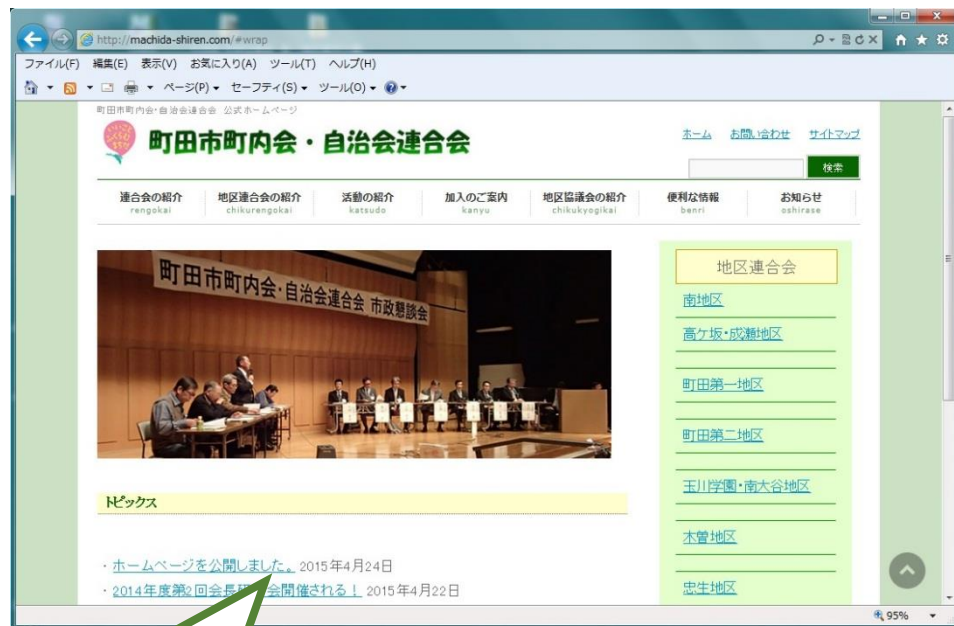 http://machida-shiren.com/#wrap
ファイル(F) 編集(E) 表示(V) お気に入り(A) ツール(T) ヘルプ(H)
ページ(P) セーフティ(S) ツール(O)
町田市町内会・自治会連合会 公式ホームページ
町田市町内会・自治会連合会
ホーム お問い合わせ サイトマップ
検索
連合会の紹介 地区連合会の紹介 活動の紹介 加入のご案内 地区協議会の紹介 便利な情報 お知らせ
rengokai chikurengokai katsudo kanyu chikukyogikai benri oshirase
町田市町内会・自治会連合会 市政懇談会
トピックス
・ホームページを公開しました。 2015年4月24日
・2014年度第2回会長 会開催される！ 2015年4月22日
地区連合会
南地区
高ケ坂・成瀬地区
町田第一地区
町田第二地区
玉川学園・南大谷地区
木曽地区
忠生地区
95%